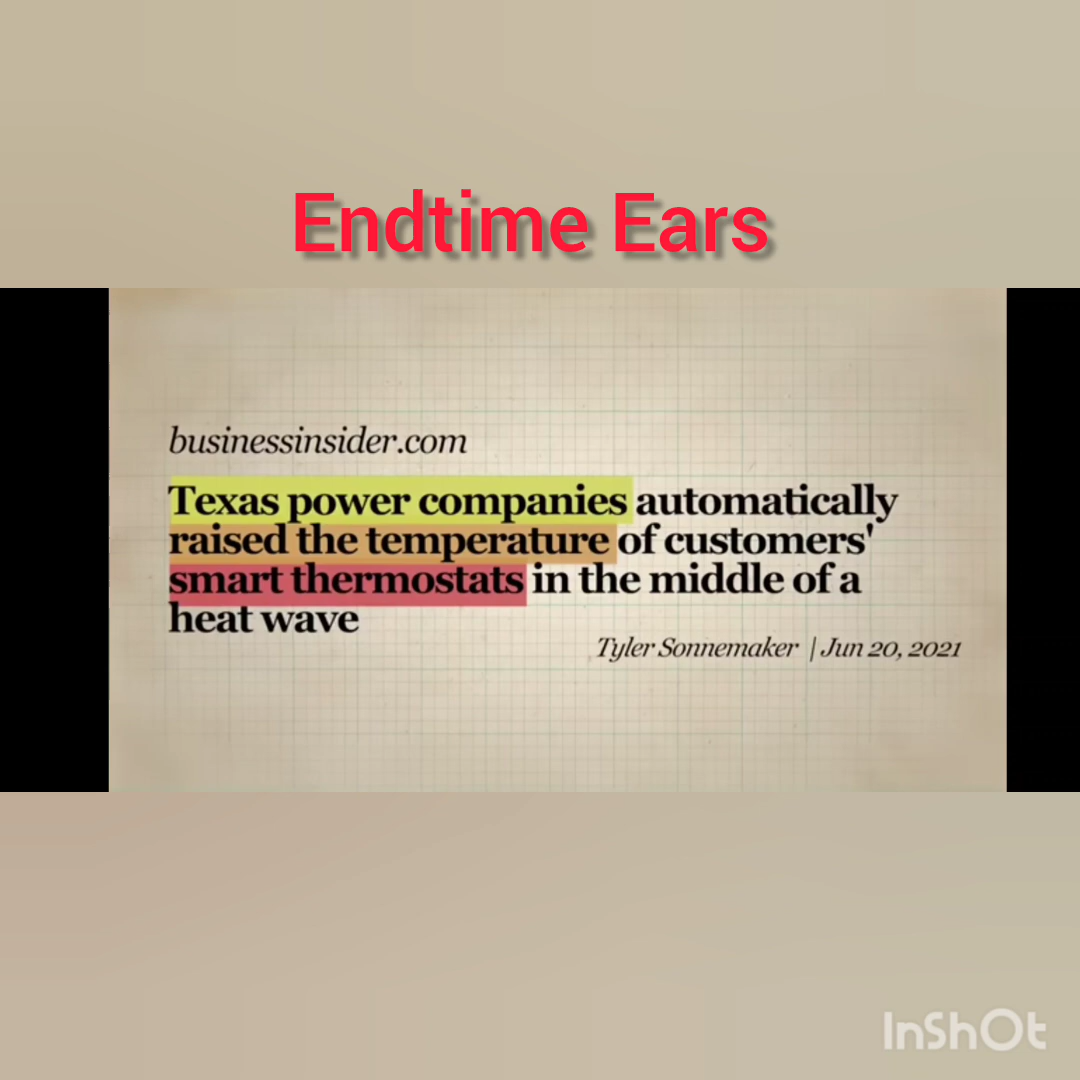 Endtime Ears
businessinsider.com
Texas power companies automatically
raised the temperature of customers'
smart thermostats in the middle of a
heat wave
Tyler Sonnemaker | Jun 20, 2021
InShOt